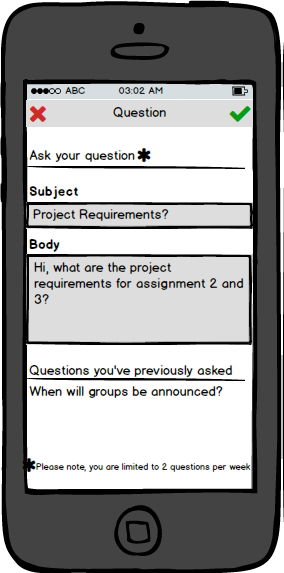 ABC 03:02 AM
Question
Ask your question*
Subject
Project Requirements?
Body
Hi, what are the project
requirements for assignment 2 and
3?
Questions you've previously asked
When will groups be announced?
*Please note, you are limited to 2 questions per week